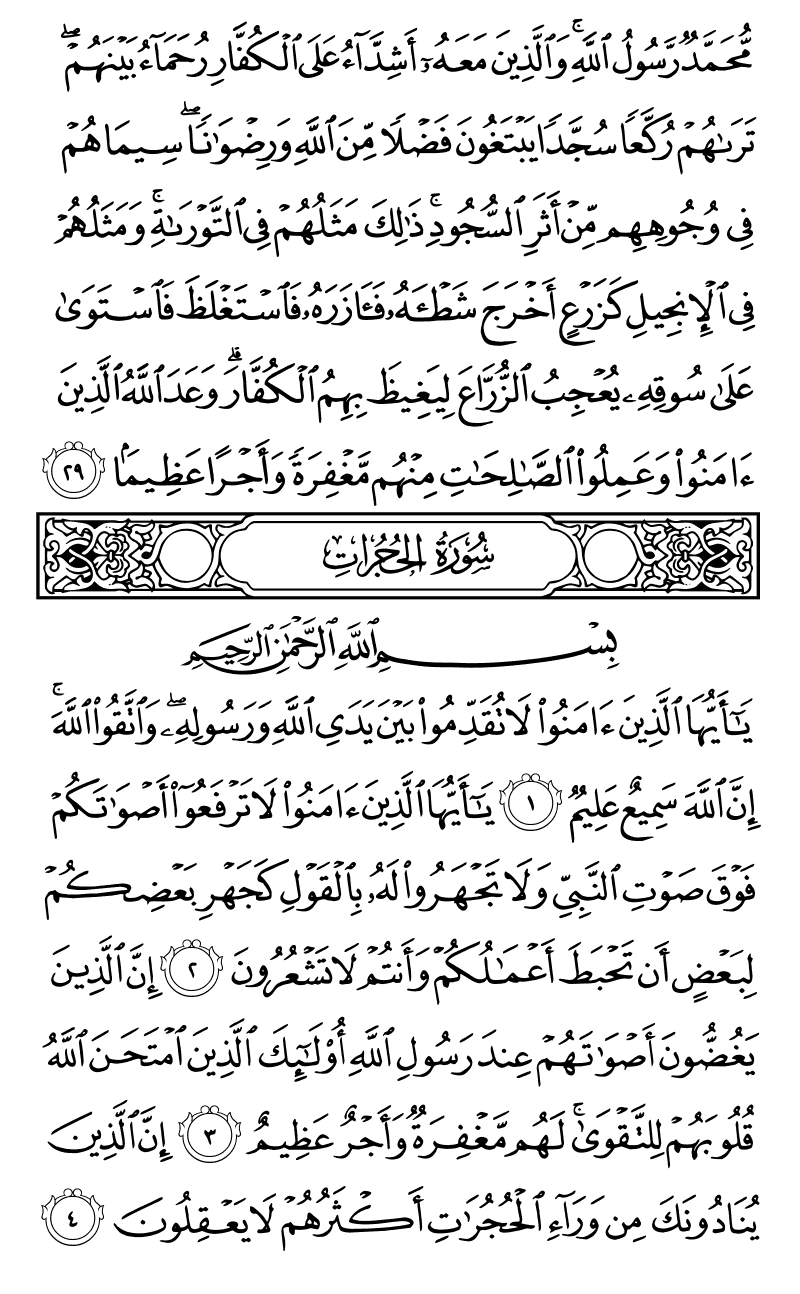 مُّحَمَّدٌ رَّسُولُ ٱللَّهِ ۚ وَٱلَّذِينَ مَعَهُۥٓ أَشِدَّآءُ عَلَى ٱلْكُفَّارِ رُحَمَآءُ بَيْنَهُمْ ۖ
تَرَىٰهُمْ رُكَّعًا سُجَّدًا يَبْتَغُونَ فَضْلًا مِّنَ ٱللَّهِ وَرِضْوَٰنًا ۖ سِيمَاهُمْ
فِى وُجُوهِهِم مِّنْ أَثَرِ ٱلسُّجُودِ ۚ ذَٰلِكَ مَثَلُهُمْ فِى ٱلتَّوْرَىٰةِ ۚ وَمَثَلُهُمْ
فِى ٱلْإِنجِيلِ كَزَرْعٍ أَخْرَجَ شَطْـَٔهُۥ فَـَٔازَرَهُۥ فَٱسْتَغْلَظَ فَٱسْتَوَىٰ
عَلَىٰ سُوقِهِۦ يُعْجِبُ ٱلزُّرَّاعَ لِيَغِيظَ بِهِمُ ٱلْكُفَّارَ ۗ وَعَدَ ٱللَّهُ ٱلَّذِينَ
ءَامَنُوا۟ وَعَمِلُوا۟ ٱلصَّٰلِحَٰتِ مِنْهُم مَّغْفِرَةً وَأَجْرًا عَظِيمًۢا ٢٩
سُورَةُ الحُجُرَاتِ
بِسْمِ ٱللَّهِ ٱلرَّحْمَٰنِ ٱلرَّحِيمِ
يَٰٓأَيُّهَا ٱلَّذِينَ ءَامَنُوا۟ لَا تُقَدِّمُوا۟ بَيْنَ يَدَىِ ٱللَّهِ وَرَسُولِهِۦ ۖ وَٱتَّقُوا۟ ٱللَّهَ ۚ
إِنَّ ٱللَّهَ سَمِيعٌ عَلِيمٌ ١ يَٰٓأَيُّهَا ٱلَّذِينَ ءَامَنُوا۟ لَا تَرْفَعُوٓا۟ أَصْوَٰتَكُمْ
فَوْقَ صَوْتِ ٱلنَّبِىِّ وَلَا تَجْهَرُوا۟ لَهُۥ بِٱلْقَوْلِ كَجَهْرِ بَعْضِكُمْ
لِبَعْضٍ أَن تَحْبَطَ أَعْمَٰلُكُمْ وَأَنتُمْ لَا تَشْعُرُونَ ٢ إِنَّ ٱلَّذِينَ
يَغُضُّونَ أَصْوَٰتَهُمْ عِندَ رَسُولِ ٱللَّهِ أُو۟لَٰٓئِكَ ٱلَّذِينَ ٱمْتَحَنَ ٱللَّهُ
قُلُوبَهُمْ لِلتَّقْوَىٰ ۚ لَهُم مَّغْفِرَةٌ وَأَجْرٌ عَظِيمٌ ٣ إِنَّ ٱلَّذِينَ
يُنَادُونَكَ مِن وَرَآءِ ٱلْحُجُرَٰتِ أَكْثَرُهُمْ لَا يَعْقِلُونَ ٤